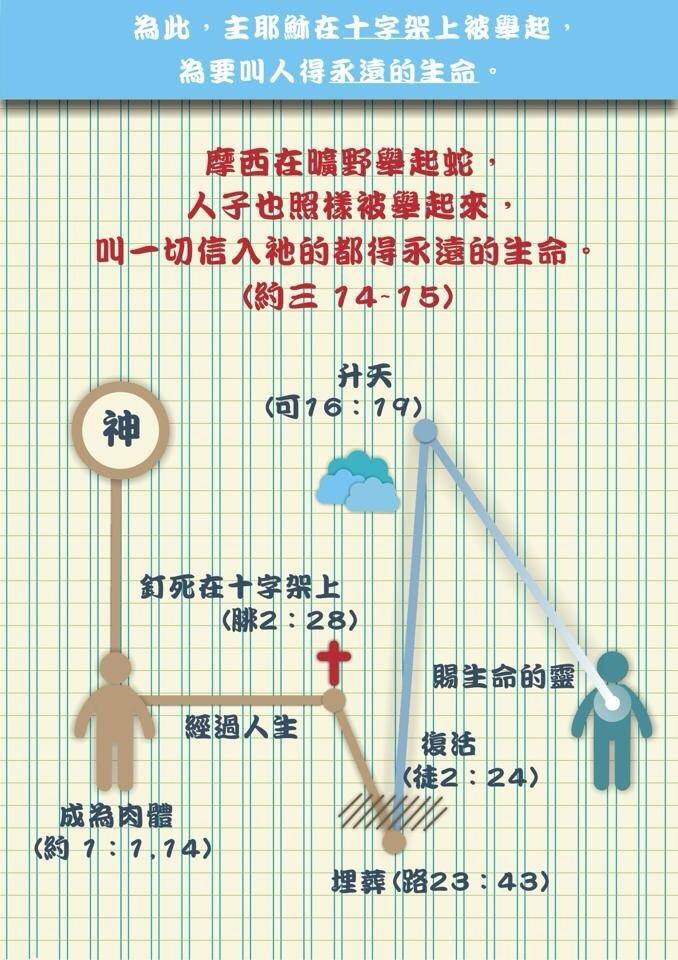 為此，主耶穌在十字架上被舉起，
為要叫人得永遠的生命。
摩西在曠野舉起蛇，
人子也照樣被舉起來，
叫一切信入祂的都得永遠的生命。
(約三 14~15)
升天
(可16：19)
神
釘死在十字架上
(腓2：28)
賜生命的靈
經過人生
復活
(徒2：24)
成為肉體
(約 1：1,14)
埋葬(路23：43)